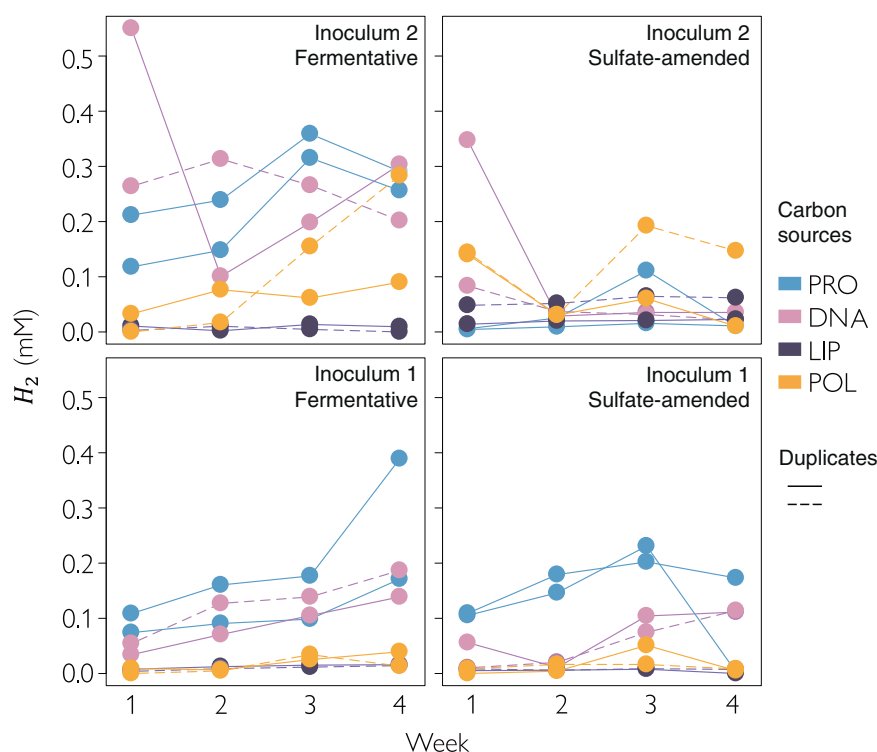 Inoculum 2
Fermentative
Inoculum 2
Sulfate-amended
0.5
0.4
0.3
0.2
0.1
0.0
Inoculum 1
Fermentative
Inoculum 1
Sulfate-amended
0.5
0.4
0.3
0.2
0.1
0.0
H₂ (mM)
1 2 3 4
1 2 3 4
Week
Carbon
sources
PRO
DNA
LIP
POL
Duplicates